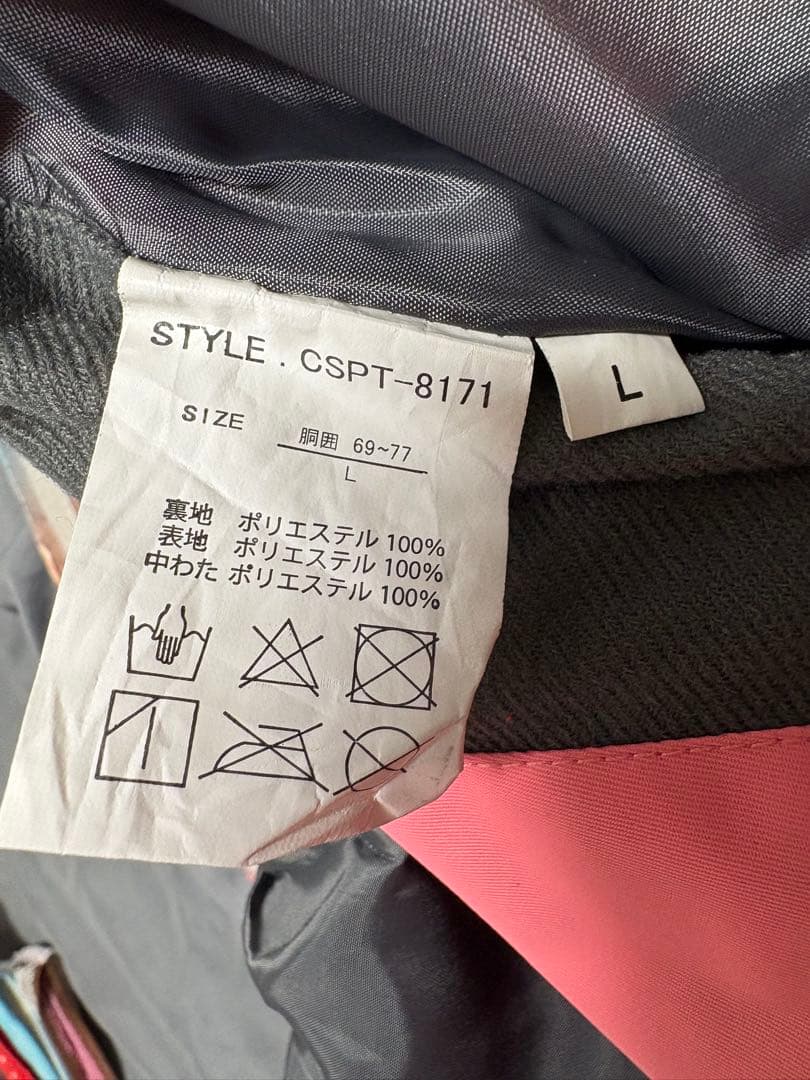 STYLE . CSPT-8171
L
SIZE 胴囲 69~77
L
裏地 ポリエステル 100%
表地 ポリエステル 100%
中わた ポリエステル 100%